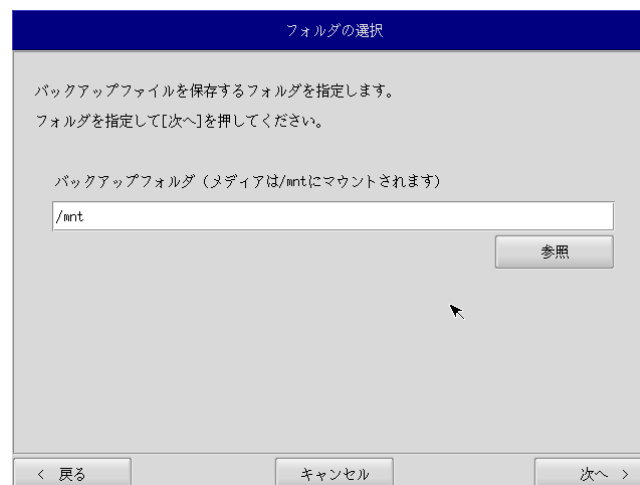 フォルダの選択
バックアップファイルを保存するフォルダを指定します。
フォルダを指定して[次へ]を押してください。
バックアップフォルダ（メディアは/mntにマウントされます）
/mnt
参照
< 戻る
キャンセル
次へ >